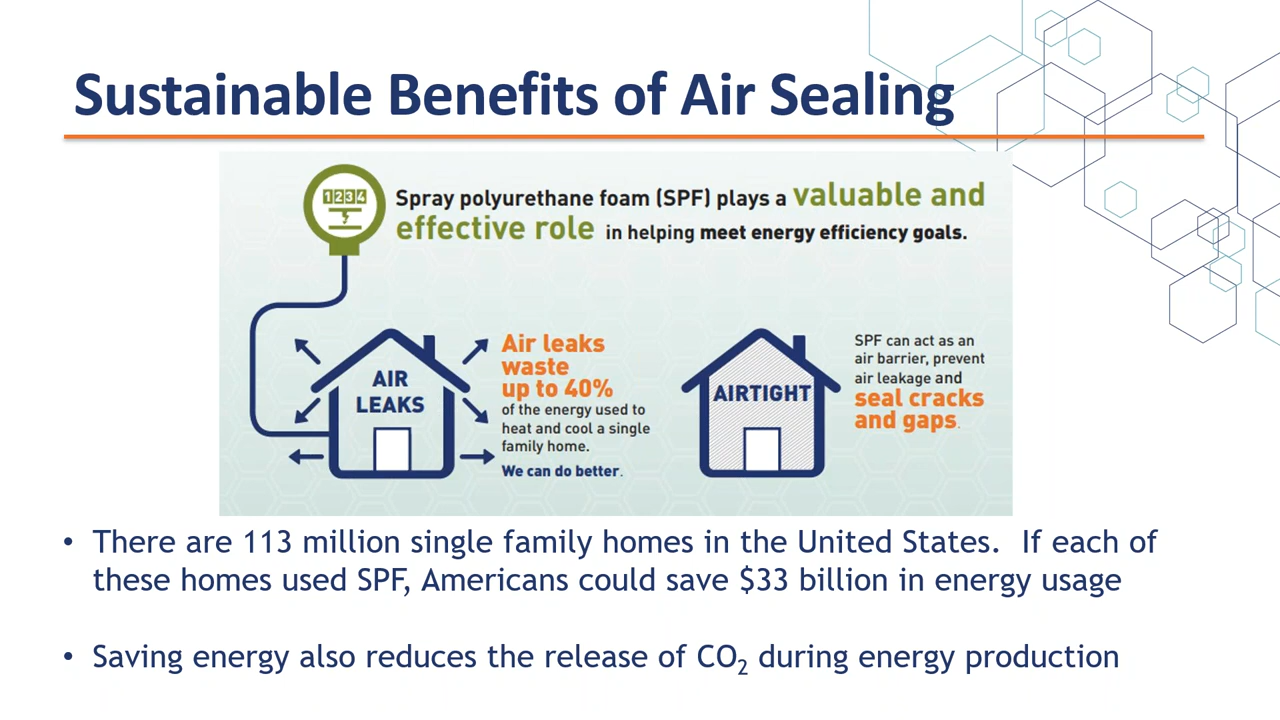 Sustainable Benefits of Air Sealing
1234
Spray polyurethane foam (SPF) plays a valuable and
effective role in helping meet energy efficiency goals.
AIR
LEAKS
Air leaks
waste
up to 40%
of the energy used to
heat and cool a single
family home.
We can do better.
AIRTIGHT
SPF can act as an
air barrier, prevent
air leakage and
seal cracks
and gaps.
• There are 113 million single family homes in the United States. If each of
these homes used SPF, Americans could save $33 billion in energy usage
• Saving energy also reduces the release of CO₂ during energy production